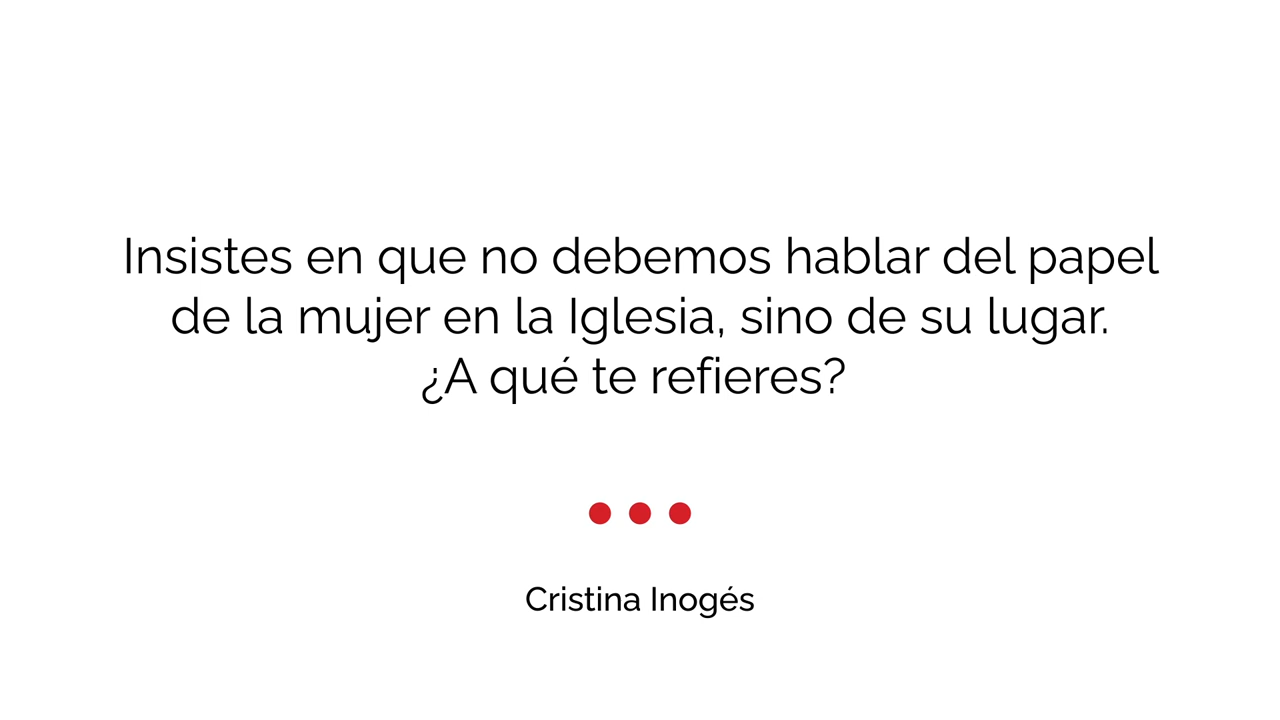 Insistes en que no debemos hablar del papel
de la mujer en la Iglesia, sino de su lugar.
¿A qué te refieres?
Cristina Inogés